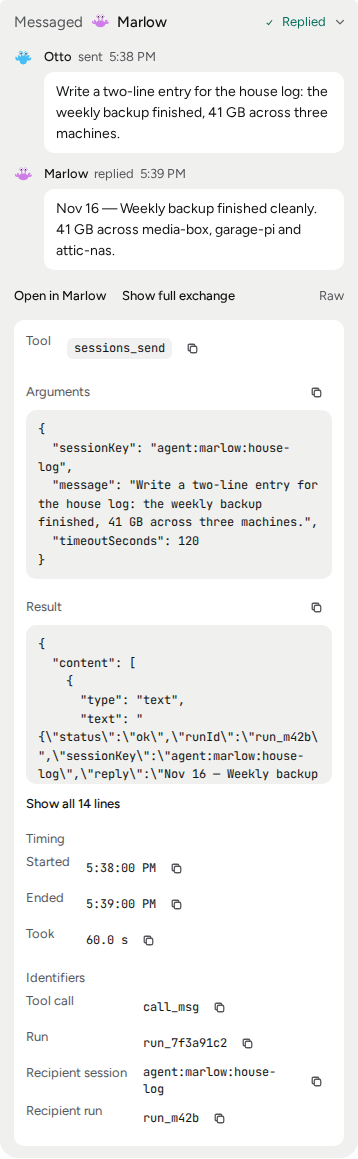 Messaged Marlow Replied
Otto sent 5:38 PM
Write a two-line entry for the house log: the
weekly backup finished, 41 GB across three
machines.
Marlow replied 5:39 PM
Nov 16 — Weekly backup finished cleanly.
41 GB across media-box, garage-pi and
attic-nas.
Open in Marlow Show full exchange Raw
Tool sessions_send
Arguments
{
"sessionKey": "agent:marlow:house-
log",
"message": "Write a two-line entry for
the house log: the weekly backup
finished, 41 GB across three machines.",
"timeoutSeconds": 120
}
Result
{
"content": [
{
"type": "text",
"text": "
{\"status\":\"ok\",\"runId\":\"run_m42b\
",\"sessionKey\":\"agent:marlow:house-
log\",\"reply\":\"Nov 16 — Weekly backup
Show all 14 lines
Timing
Started 5:38:00 PM
Ended 5:39:00 PM
Took 60.0 s
Identifiers
Tool call call_msg
Run run_7f3a91c2
Recipient session agent:marlow:house-
log
Recipient run run_m42b